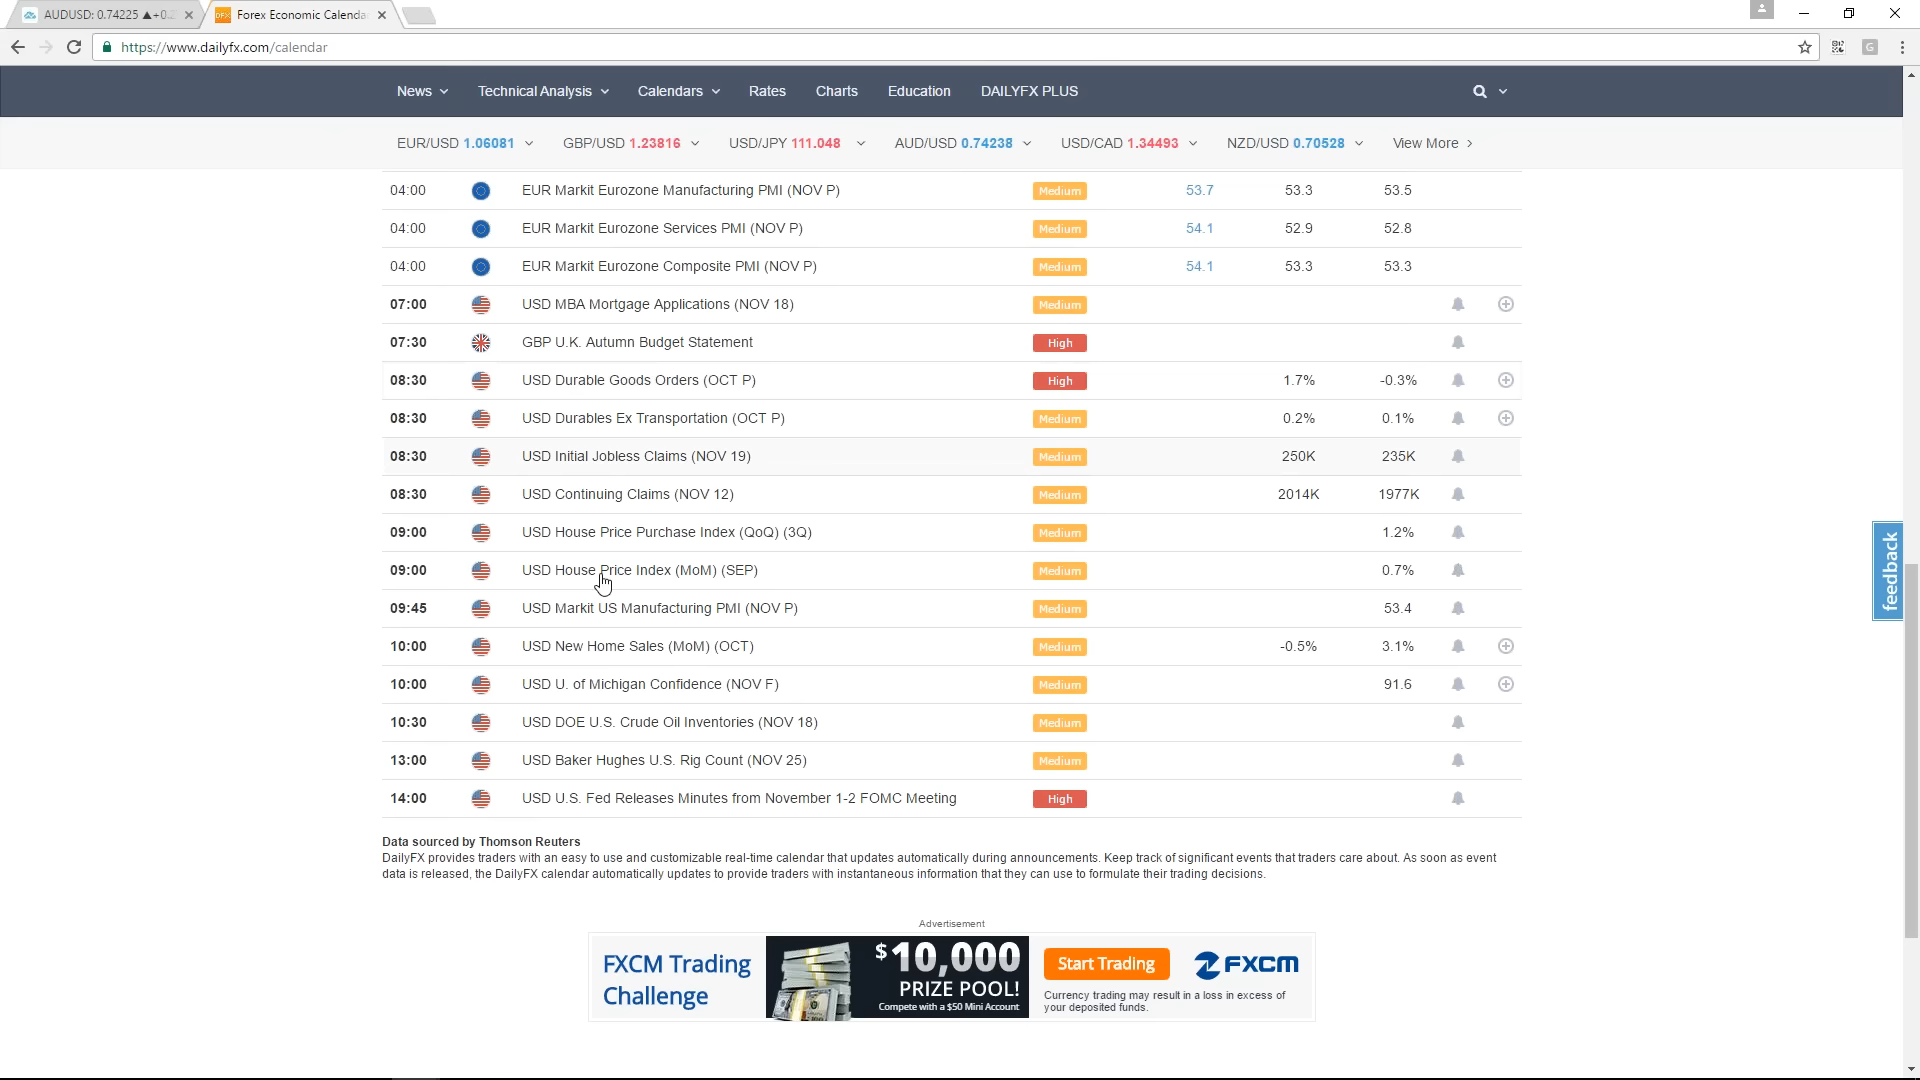 AUDUSD: 0.74225 ▲+0.2
Forex Economic Calenda
https://www.dailyfx.com/calendar
News Technical Analysis Calendars Rates Charts Education DAILYFX PLUS
EUR/USD 1.06081 GBP/USD 1.23816 USD/JPY 111.048 AUD/USD 0.74238 USD/CAD 1.34493 NZD/USD 0.70528 View More
04:00 EUR Markit Eurozone Manufacturing PMI (NOV P) Medium 53.7 53.3 53.5
04:00 EUR Markit Eurozone Services PMI (NOV P) Medium 54.1 52.9 52.8
04:00 EUR Markit Eurozone Composite PMI (NOV P) Medium 54.1 53.3 53.3
07:00 USD MBA Mortgage Applications (NOV 18) Medium
07:30 GBP U.K. Autumn Budget Statement High
08:30 USD Durable Goods Orders (OCT P) High 1.7% -0.3%
08:30 USD Durables Ex Transportation (OCT P) Medium 0.2% 0.1%
08:30 USD Initial Jobless Claims (NOV 19) Medium 250K 235K
08:30 USD Continuing Claims (NOV 12) Medium 2014K 1977K
09:00 USD House Price Purchase Index (QoQ) (3Q) Medium 1.2%
09:00 USD House Price Index (MoM) (SEP) Medium 0.7%
09:45 USD Markit US Manufacturing PMI (NOV P) Medium 53.4
10:00 USD New Home Sales (MoM) (OCT) Medium -0.5% 3.1%
10:00 USD U. of Michigan Confidence (NOV F) Medium 91.6
10:30 USD DOE U.S. Crude Oil Inventories (NOV 18) Medium
13:00 USD Baker Hughes U.S. Rig Count (NOV 25) Medium
14:00 USD U.S. Fed Releases Minutes from November 1-2 FOMC Meeting High
feedback
Data sourced by Thomson Reuters
DailyFX provides traders with an easy to use and customizable real-time calendar that updates automatically during announcements. Keep track of significant events that traders care about. As soon as event
data is released, the DailyFX calendar automatically updates to provide traders with instantaneous information that they can use to formulate their trading decisions.
Advertisement
FXCM Trading
Challenge
$10,000
PRIZE POOL!
Compete with a $50 Mini Account
Start Trading
FXCM
Currency trading may result in a loss in excess of
your deposited funds.